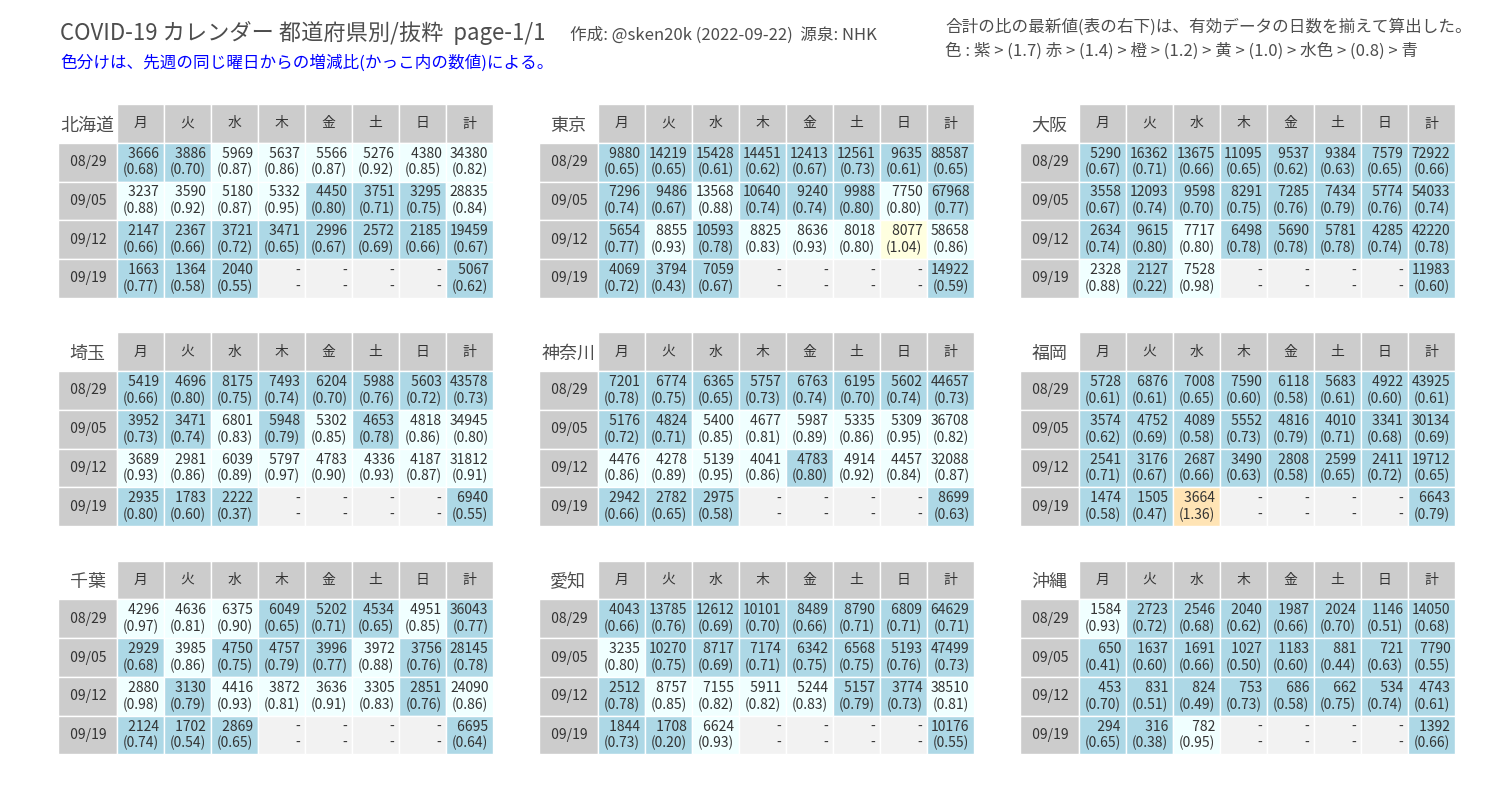 COVID-19 カレンダー 都道府県別/抜粋 page-1/1 作成: @sken20k (2022-09-22) 源泉: NHK
色分けは、先週の同じ曜日からの増減比(かっこ内の数値)による。
合計の比の最新値(表の右下)は、有効データの日数を揃えて算出した。
色 : 紫 > (1.7) 赤 > (1.4) > 橙 > (1.2) > 黄 > (1.0) > 水色 > (0.8) > 青
北海道 月 火 水 木 金 土 日 計
08/29 3666 3886 5969 5637 5566 5276 4380 34380
(0.68) (0.70) (0.87) (0.86) (0.87) (0.92) (0.85) (0.82)
09/05 3237 3590 5180 5332 4450 3751 3295 28835
(0.88) (0.92) (0.87) (0.95) (0.80) (0.71) (0.75) (0.84)
09/12 2147 2367 3721 3471 2996 2572 2185 19459
(0.66) (0.66) (0.72) (0.65) (0.67) (0.69) (0.66) (0.67)
09/19 1663 1364 2040 - - - - 5067
(0.77) (0.58) (0.55) - - - - (0.62)
東京 月 火 水 木 金 土 日 計
08/29 9880 14219 15428 14451 12413 12561 9635 88587
(0.65) (0.65) (0.61) (0.62) (0.67) (0.73) (0.61) (0.65)
09/05 7296 9486 13568 10640 9240 9988 7750 67968
(0.74) (0.67) (0.88) (0.74) (0.74) (0.80) (0.80) (0.77)
09/12 5654 8855 10593 8825 8636 8018 8077 58658
(0.77) (0.93) (0.78) (0.83) (0.93) (0.80) (1.04) (0.86)
09/19 4069 3794 7059 - - - - 14922
(0.72) (0.43) (0.67) - - - - (0.59)
大阪 月 火 水 木 金 土 日 計
08/29 5290 16362 13675 11095 9537 9384 7579 72922
(0.67) (0.71) (0.66) (0.65) (0.62) (0.63) (0.65) (0.66)
09/05 3558 12093 9598 8291 7285 7434 5774 54033
(0.67) (0.74) (0.70) (0.75) (0.76) (0.79) (0.76) (0.74)
09/12 2634 9615 7717 6498 5690 5781 4285 42220
(0.74) (0.80) (0.80) (0.78) (0.78) (0.78) (0.74) (0.78)
09/19 2328 2127 7528 - - - - 11983
(0.88) (0.22) (0.98) - - - - (0.60)
埼玉 月 火 水 木 金 土 日 計
08/29 5419 4696 8175 7493 6204 5988 5603 43578
(0.66) (0.80) (0.75) (0.74) (0.70) (0.76) (0.72) (0.73)
09/05 3952 3471 6801 5948 5302 4653 4818 34945
(0.73) (0.74) (0.83) (0.79) (0.85) (0.78) (0.86) (0.80)
09/12 3689 2981 6039 5797 4783 4336 4187 31812
(0.93) (0.86) (0.89) (0.97) (0.90) (0.93) (0.87) (0.91)
09/19 2935 1783 2222 - - - - 6940
(0.80) (0.60) (0.37) - - - - (0.55)
神奈川 月 火 水 木 金 土 日 計
08/29 7201 6774 6365 5757 6763 6195 5602 44657
(0.78) (0.75) (0.65) (0.73) (0.74) (0.70) (0.74) (0.73)
09/05 5176 4824 5400 4677 5987 5335 5309 36708
(0.72) (0.71) (0.85) (0.81) (0.89) (0.86) (0.95) (0.82)
09/12 4476 4278 5139 4041 4783 4914 4457 32088
(0.86) (0.89) (0.95) (0.86) (0.80) (0.92) (0.84) (0.87)
09/19 2942 2782 2975 - - - - 8699
(0.66) (0.65) (0.58) - - - - (0.63)
福岡 月 火 水 木 金 土 日 計
08/29 5728 6876 7008 7590 6118 5683 4922 43925
(0.61) (0.61) (0.65) (0.60) (0.58) (0.61) (0.60) (0.61)
09/05 3574 4752 4089 5552 4816 4010 3341 30134
(0.62) (0.69) (0.58) (0.73) (0.79) (0.71) (0.68) (0.69)
09/12 2541 3176 2687 3490 2808 2599 2411 19712
(0.71) (0.67) (0.66) (0.63) (0.58) (0.65) (0.72) (0.65)
09/19 1474 1505 3664 - - - - 6643
(0.58) (0.47) (1.36) - - - - (0.79)
千葉 月 火 水 木 金 土 日 計
08/29 4296 4636 6375 6049 5202 4534 4951 36043
(0.97) (0.81) (0.90) (0.65) (0.71) (0.65) (0.85) (0.77)
09/05 2929 3985 4750 4757 3996 3972 3756 28145
(0.68) (0.86) (0.75) (0.79) (0.77) (0.88) (0.76) (0.78)
09/12 2880 3130 4416 3872 3636 3305 2851 24090
(0.98) (0.79) (0.93) (0.81) (0.91) (0.83) (0.76) (0.86)
09/19 2124 1702 2869 - - - - 6695
(0.74) (0.54) (0.65) - - - - (0.64)
愛知 月 火 水 木 金 土 日 計
08/29 4043 13785 12612 10101 8489 8790 6809 64629
(0.66) (0.76) (0.69) (0.70) (0.66) (0.71) (0.71) (0.71)
09/05 3235 10270 8717 7174 6342 6568 5193 47499
(0.80) (0.75) (0.69) (0.71) (0.75) (0.75) (0.76) (0.73)
09/12 2512 8757 7155 5911 5244 5157 3774 38510
(0.78) (0.85) (0.82) (0.82) (0.83) (0.79) (0.73) (0.81)
09/19 1844 1708 6624 - - - - 10176
(0.73) (0.20) (0.93) - - - - (0.55)
沖縄 月 火 水 木 金 土 日 計
08/29 1584 2723 2546 2040 1987 2024 1146 14050
(0.93) (0.72) (0.68) (0.62) (0.66) (0.70) (0.51) (0.68)
09/05 650 1637 1691 1027 1183 881 721 7790
(0.41) (0.60) (0.66) (0.50) (0.60) (0.44) (0.63) (0.55)
09/12 453 831 824 753 686 662 534 4743
(0.70) (0.51) (0.49) (0.73) (0.58) (0.75) (0.74) (0.61)
09/19 294 316 782 - - - - 1392
(0.65) (0.38) (0.95) - - - - (0.66)